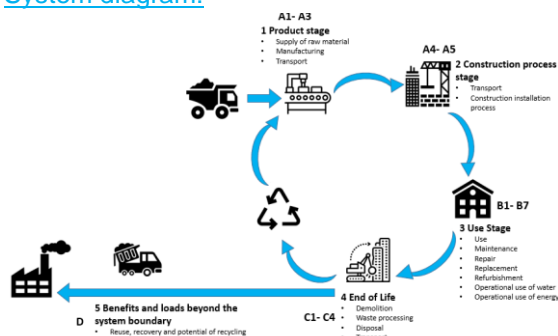 System diagram:
A1- A3
1 Product stage
• Supply of raw material
• Manufacturing
• Transport
A4- A5
2 Construction process
stage
• Transport
• Construction installation
process
B1- B7
3 Use Stage
• Use
• Maintenance
• Repair
• Replacement
• Refurbishment
• Operational use of water
• Operational use of energy
4 End of Life
C1- C4
• Demolition
• Waste processing
• Disposal
5 Benefits and loads beyond the
D system boundary
• Reuse, recovery and potential of recycling